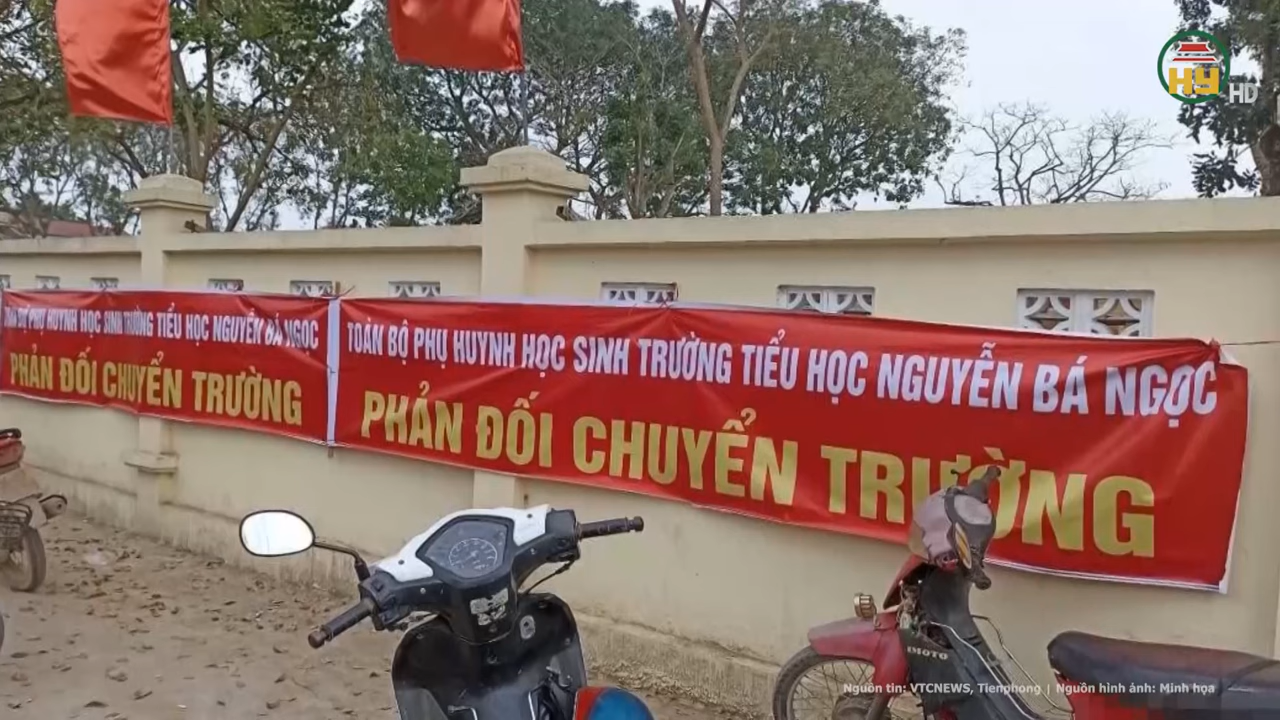 HY HD
TOÀN BỘ PHỤ HUYNH HỌC SINH TRƯỜNG TIỂU HỌC NGUYỄN BÁ NGỌC
PHẢN ĐỐI CHUYỂN TRƯỜNG
TOÀN BỘ PHỤ HUYNH HỌC SINH TRƯỜNG TIỂU HỌC NGUYỄN BÁ NGỌC
PHẢN ĐỐI CHUYỂN TRƯỜNG
IMOTO
Nguồn tin: VTCNEWS, Tienphong | Nguồn hình ảnh: Minh họa